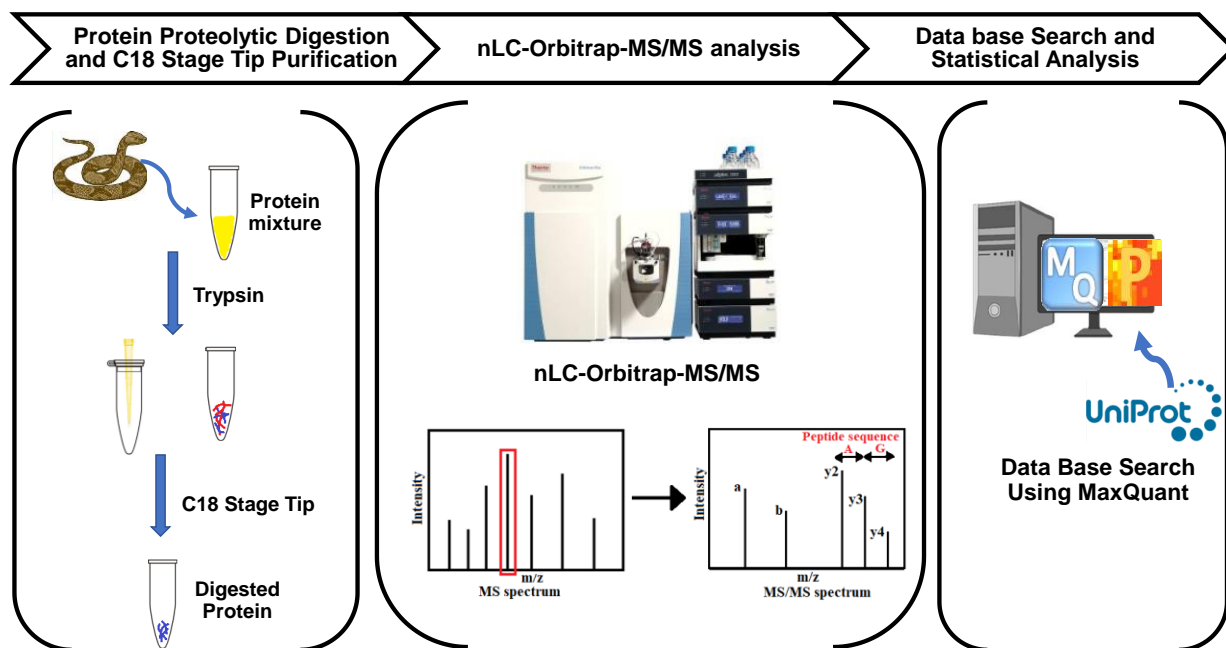 Protein Proteolytic Digestion
and C18 Stage Tip Purification
nLC-Orbitrap-MS/MS analysis
Data base Search and
Statistical Analysis
Protein
mixture
Trypsin
C18 Stage Tip
Digested
Protein
nLC-Orbitrap-MS/MS
Intensity
m/z
MS spectrum
Peptide sequence
A
G
a
b
y2
y3
y4
Intensity
m/z
MS/MS spectrum
M
Q
P
UniProt
Data Base Search
Using MaxQuant